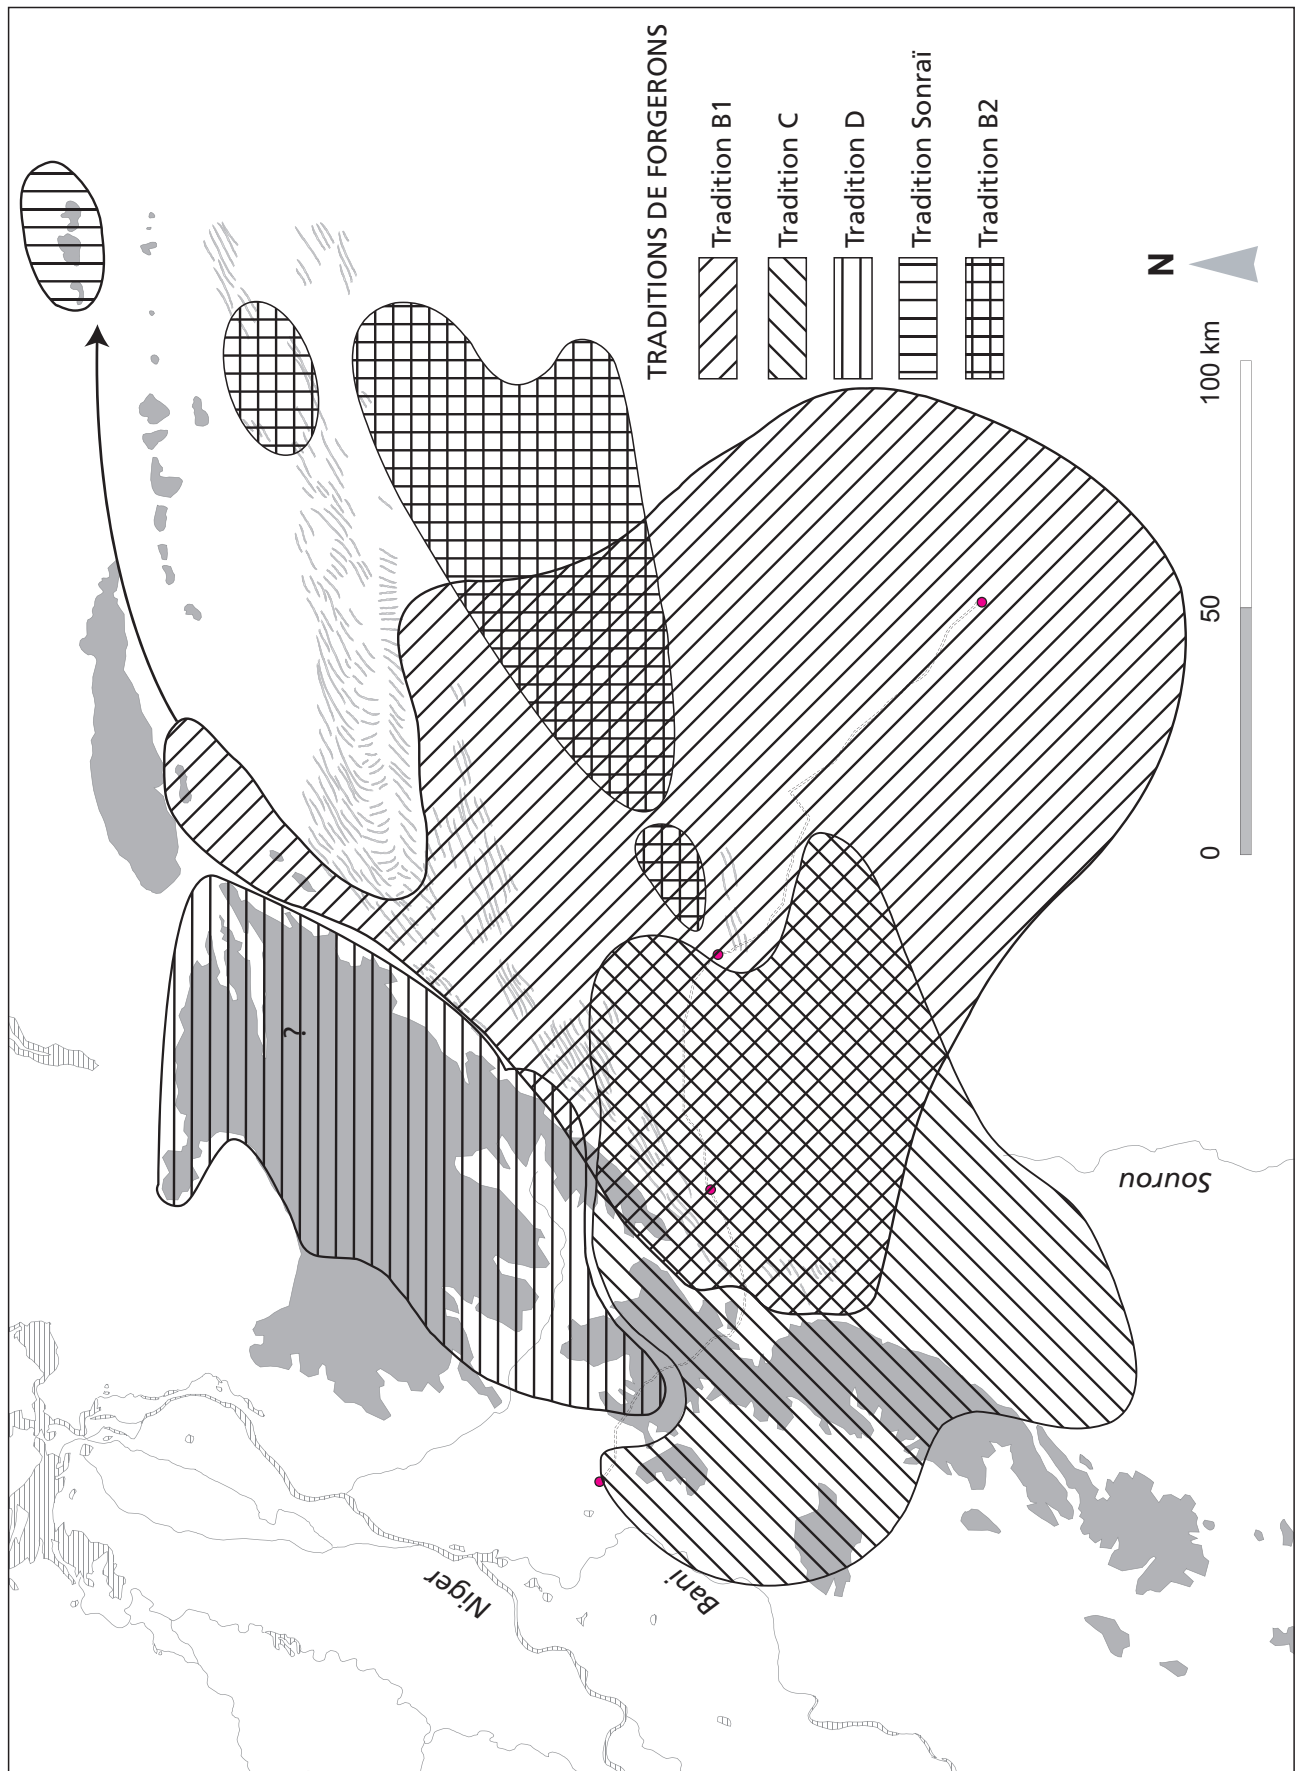 TRADITIONS DE FORGERONS
Tradition B1
Tradition C
Tradition D
Tradition Sonraï
Tradition B2
N
0
50
100 km
?
Niger
Bani
Sourou